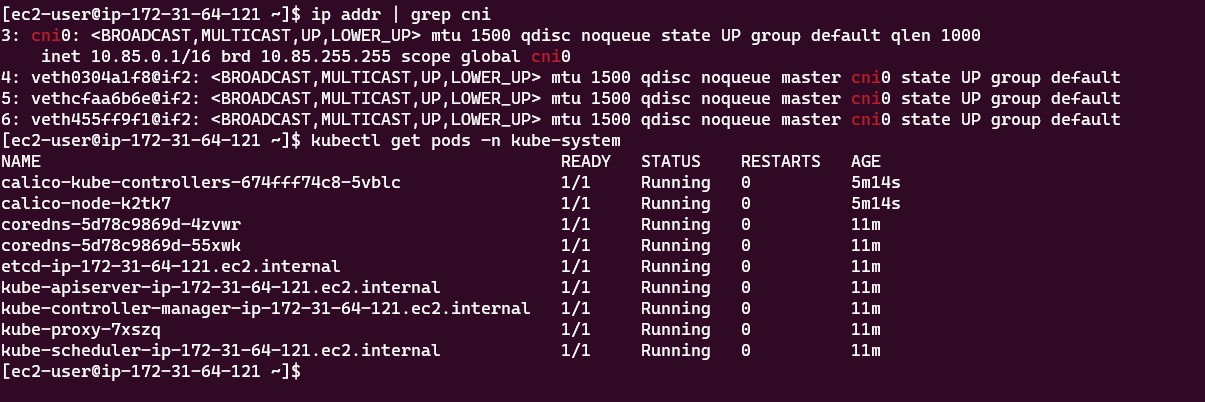 [ec2-user@ip-172-31-64-121 ~]$ ip addr | grep cni
3: cni0: <BROADCAST,MULTICAST,UP,LOWER_UP> mtu 1500 qdisc noqueue state UP group default qlen 1000
    inet 10.85.0.1/16 brd 10.85.255.255 scope global cni0
4: veth0304a1f8@if2: <BROADCAST,MULTICAST,UP,LOWER_UP> mtu 1500 qdisc noqueue master cni0 state UP group default
5: vethcfaa6b6e@if2: <BROADCAST,MULTICAST,UP,LOWER_UP> mtu 1500 qdisc noqueue master cni0 state UP group default
6: veth455ff9f1@if2: <BROADCAST,MULTICAST,UP,LOWER_UP> mtu 1500 qdisc noqueue master cni0 state UP group default
[ec2-user@ip-172-31-64-121 ~]$ kubectl get pods -n kube-system
NAME                                                    READY   STATUS    RESTARTS   AGE
calico-kube-controllers-674fff74c8-5vblc                1/1     Running   0          5m14s
calico-node-k2tk7                                       1/1     Running   0          5m14s
coredns-5d78c9869d-4zvwr                                1/1     Running   0          11m
coredns-5d78c9869d-55xwk                                1/1     Running   0          11m
etcd-ip-172-31-64-121.ec2.internal                      1/1     Running   0          11m
kube-apiserver-ip-172-31-64-121.ec2.internal            1/1     Running   0          11m
kube-controller-manager-ip-172-31-64-121.ec2.internal   1/1     Running   0          11m
kube-proxy-7xszq                                        1/1     Running   0          11m
kube-scheduler-ip-172-31-64-121.ec2.internal            1/1     Running   0          11m
[ec2-user@ip-172-31-64-121 ~]$